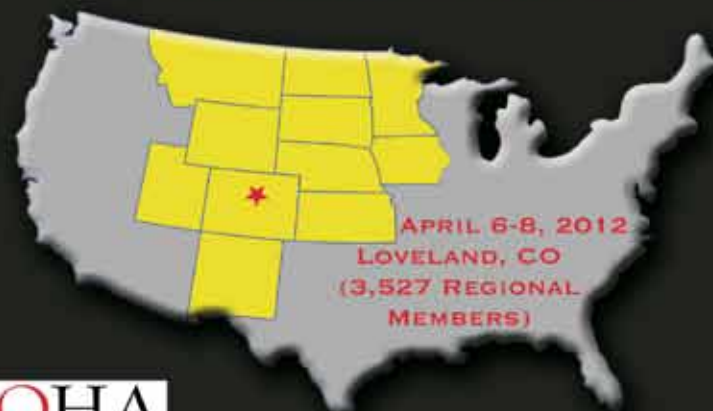 APRIL 6-8, 2012
LOVELAND, CO
(3,527 REGIONAL
MEMBERS)